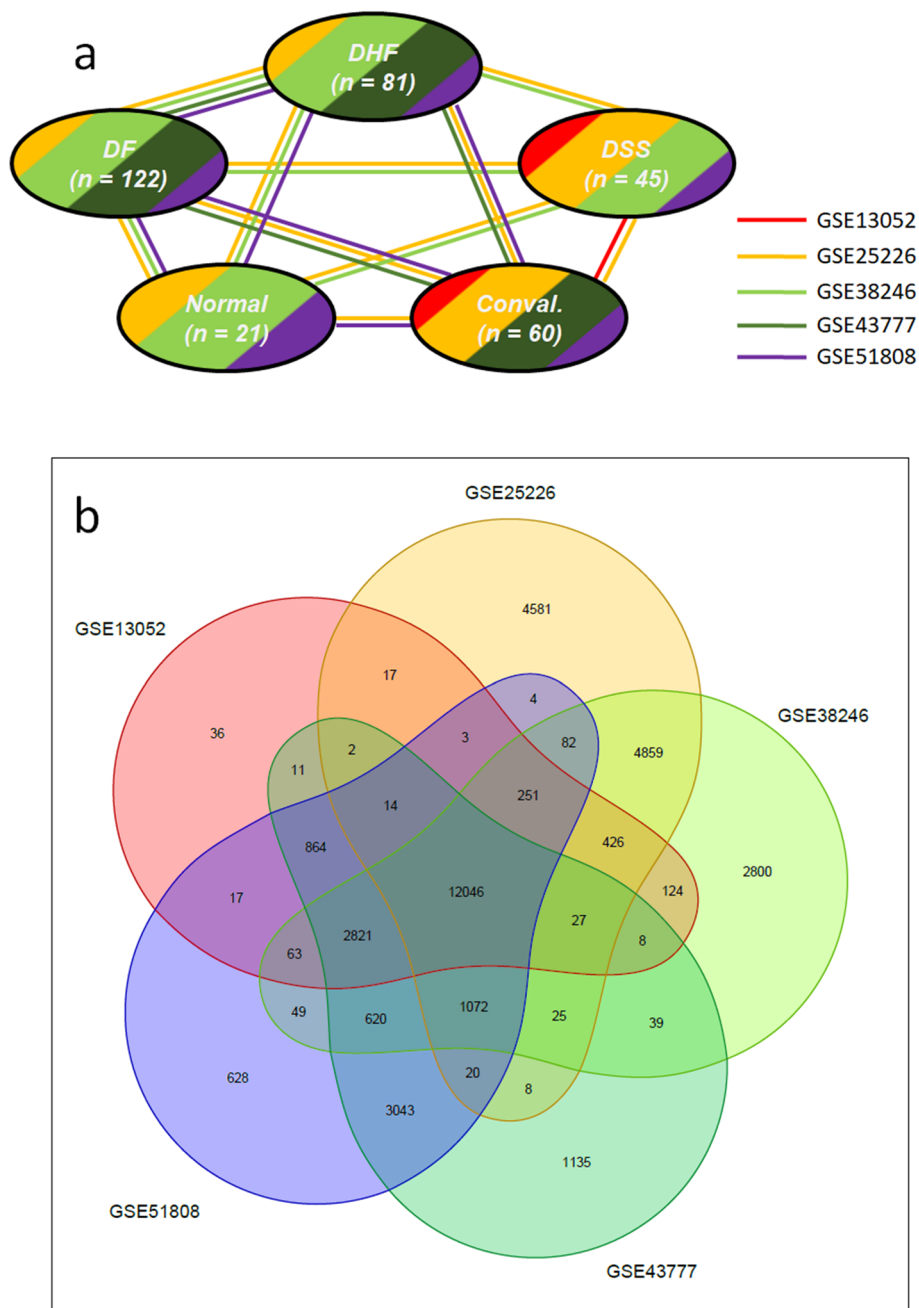 a
DHF
(n = 81)
DF
(n = 122)
DSS
(n = 45)
Normal
(n = 21)
Conval.
(n = 60)
GSE13052
GSE25226
GSE38246
GSE43777
GSE51808
b
GSE25226
GSE13052
GSE38246
GSE51808
GSE43777
4581
17
4
36
3
82
4859
2
11
251
14
426
864
2800
124
12046
17
27
2821
8
63
1072
49
620
25
39
20
628
8
3043
1135